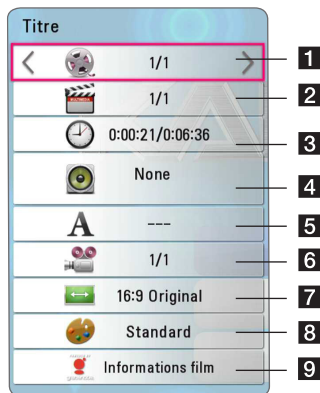 Titre
1/1 1
MULTIMEDIA 1/1 2
0:00:21/0:06:36 3
None 4
A --- 5
1/1 6
16:9 Original 7
Standard 8
Informations film 9